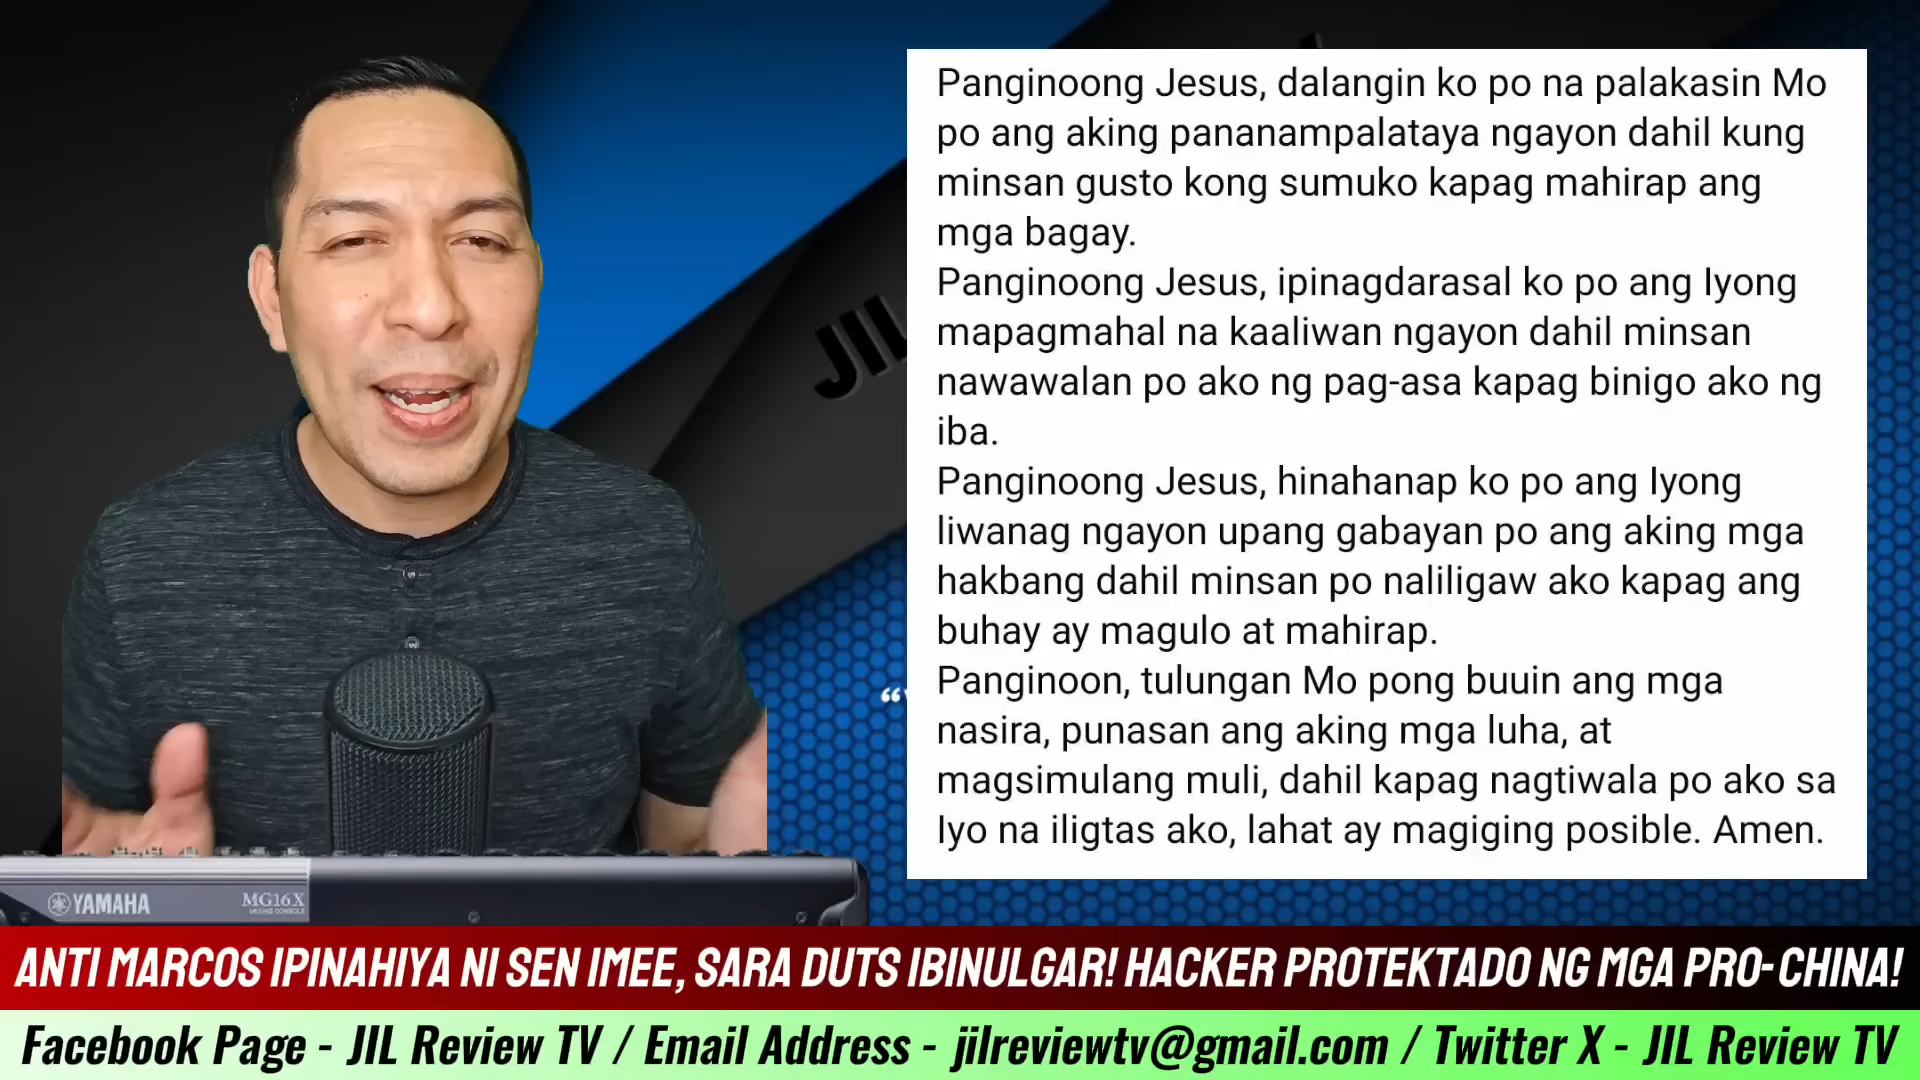 Panginoong Jesus, dalangin ko po na palakasin Mo
po ang aking pananampalataya ngayon dahil kung
minsan gusto kong sumuko kapag mahirap ang
mga bagay.
Panginoong Jesus, ipinagdarasal ko po ang Iyong
mapagmahal na kaaliwan ngayon dahil minsan
nawawalan po ako ng pag-asa kapag binigo ako ng
iba.
Panginoong Jesus, hinahanap ko po ang Iyong
liwanag ngayon upang gabayan po ang aking mga
hakbang dahil minsan po naliligaw ako kapag ang
buhay ay magulo at mahirap.
Panginoon, tulungan Mo pong buuin ang mga
nasira, punasan ang aking mga luha, at
magsimulang muli, dahil kapag nagtiwala po ako sa
Iyo na iligtas ako, lahat ay magiging posible. Amen.
JIL
YAMAHA
MG16X
MIXING CONSOLE
ANTI MARCOS IPINAHIYA NI SEN IMEE, SARA DUTS IBINULGAR! HACKER PROTEKTADO NG MGA PRO-CHINA!
Facebook Page - JIL Review TV / Email Address - jilreviewtv@gmail.com / Twitter X - JIL Review TV